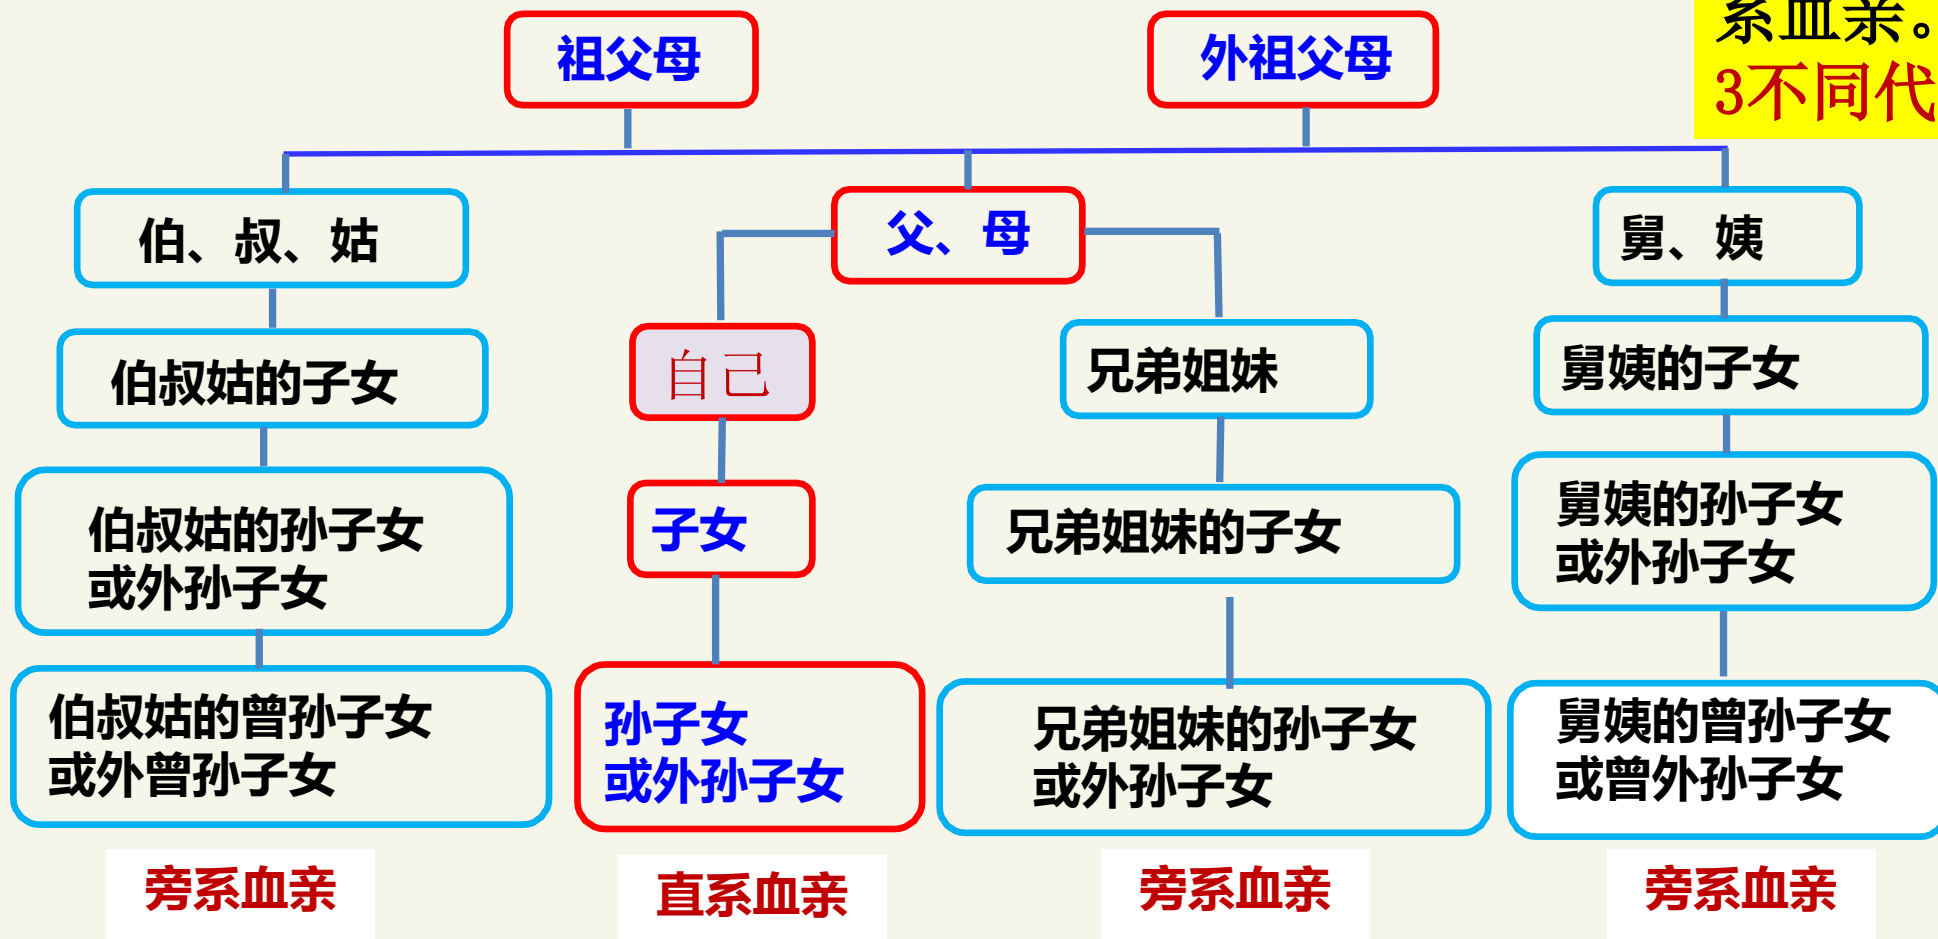 祖父母
外祖父母
系血亲。
3不同代
伯、叔、姑
父、母
舅、姨
伯叔姑的子女
自己
兄弟姐妹
舅姨的子女
伯叔姑的孙子女
或外孙子女
子女
兄弟姐妹的子女
舅姨的孙子女
或外孙子女
伯叔姑的曾孙子女
或外曾孙子女
孙子女
或外孙子女
兄弟姐妹的孙子女
或外孙子女
舅姨的曾孙子女
或曾外孙子女
旁系血亲
直系血亲
旁系血亲
旁系血亲